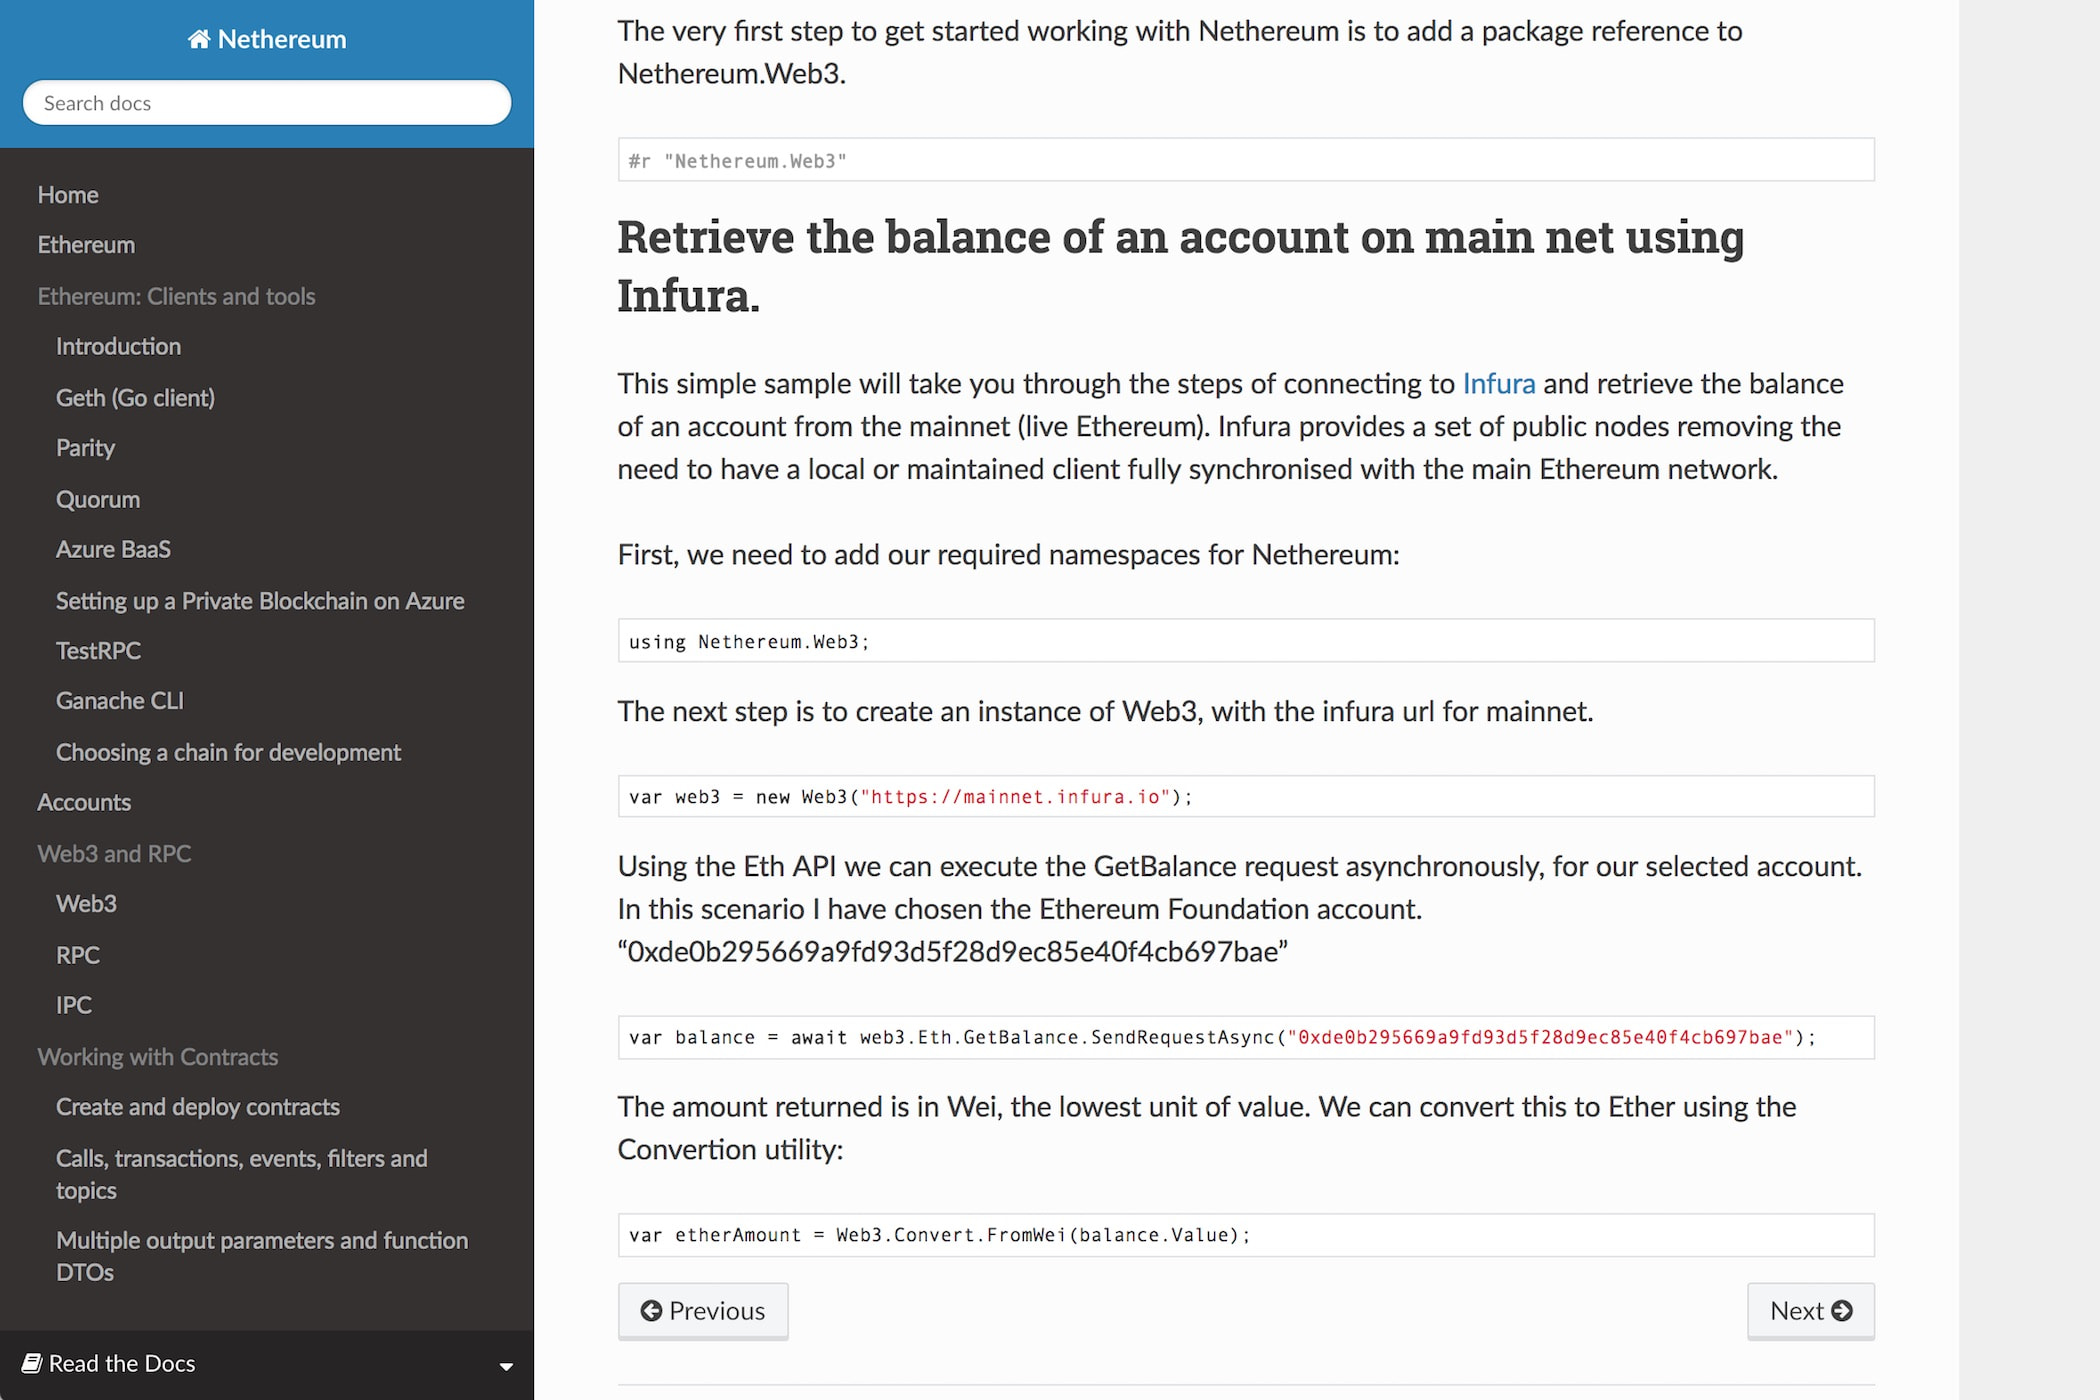 Nethereum
Search docs
Home
Ethereum
Ethereum: Clients and tools
Introduction
Geth (Go client)
Parity
Quorum
Azure BaaS
Setting up a Private Blockchain on Azure
TestRPC
Ganache CLI
Choosing a chain for development
Accounts
Web3 and RPC
Web3
RPC
IPC
Working with Contracts
Create and deploy contracts
Calls, transactions, events, filters and
topics
Multiple output parameters and function
DTOs
Read the Docs
The very first step to get started working with Nethereum is to add a package reference to
Nethereum.Web3.
#r "Nethereum.Web3"
Retrieve the balance of an account on main net using
Infura.
This simple sample will take you through the steps of connecting to Infura and retrieve the balance
of an account from the mainnet (live Ethereum). Infura provides a set of public nodes removing the
need to have a local or maintained client fully synchronised with the main Ethereum network.
First, we need to add our required namespaces for Nethereum:
using Nethereum.Web3;
The next step is to create an instance of Web3, with the infura url for mainnet.
var web3 = new Web3("https://mainnet.infura.io");
Using the Eth API we can execute the GetBalance request asynchronously, for our selected account.
In this scenario I have chosen the Ethereum Foundation account.
“0xde0b295669a9fd93d5f28d9ec85e40f4cb697bae”
var balance = await web3.Eth.GetBalance.SendRequestAsync("0xde0b295669a9fd93d5f28d9ec85e40f4cb697bae");
The amount returned is in Wei, the lowest unit of value. We can convert this to Ether using the
Convertion utility:
var etherAmount = Web3.Convert.FromWei(balance.Value);
Previous
Next